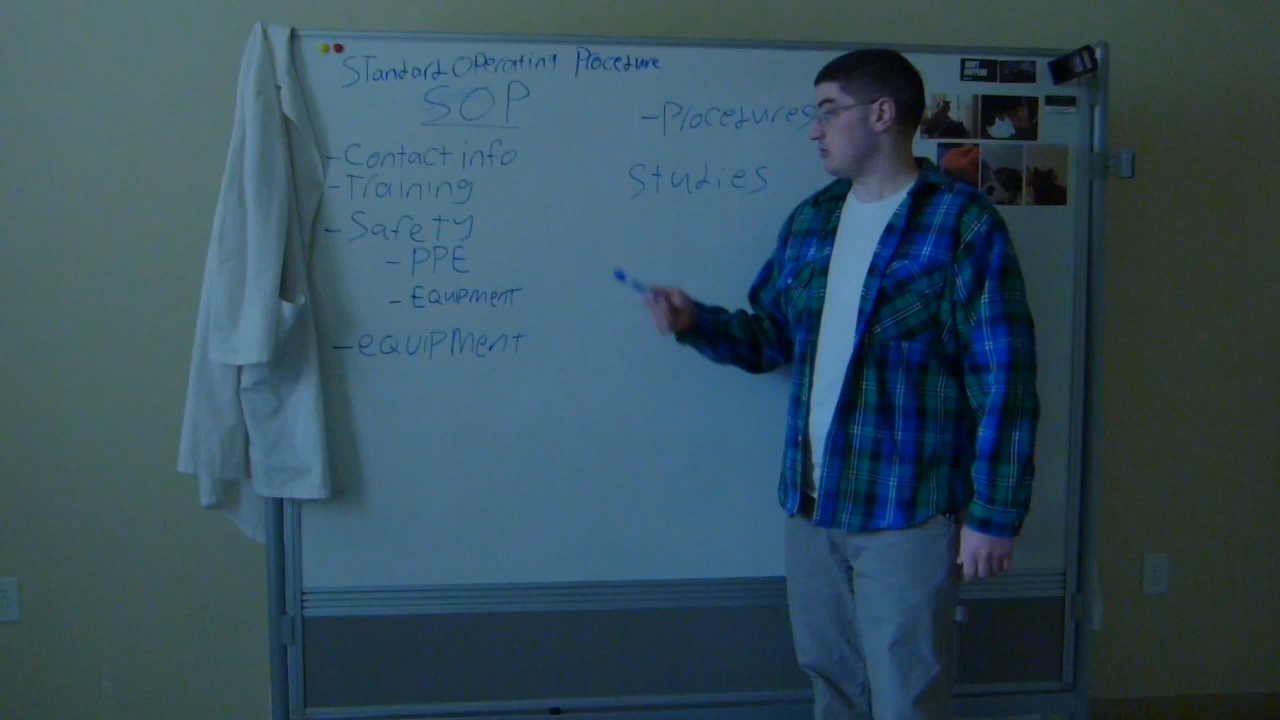 STandard OPerating Procedure
SOP
- Contact info
- Training
- Safety
- PPE
- EQuiPMenT
- equipMent
- Procedures
Studies